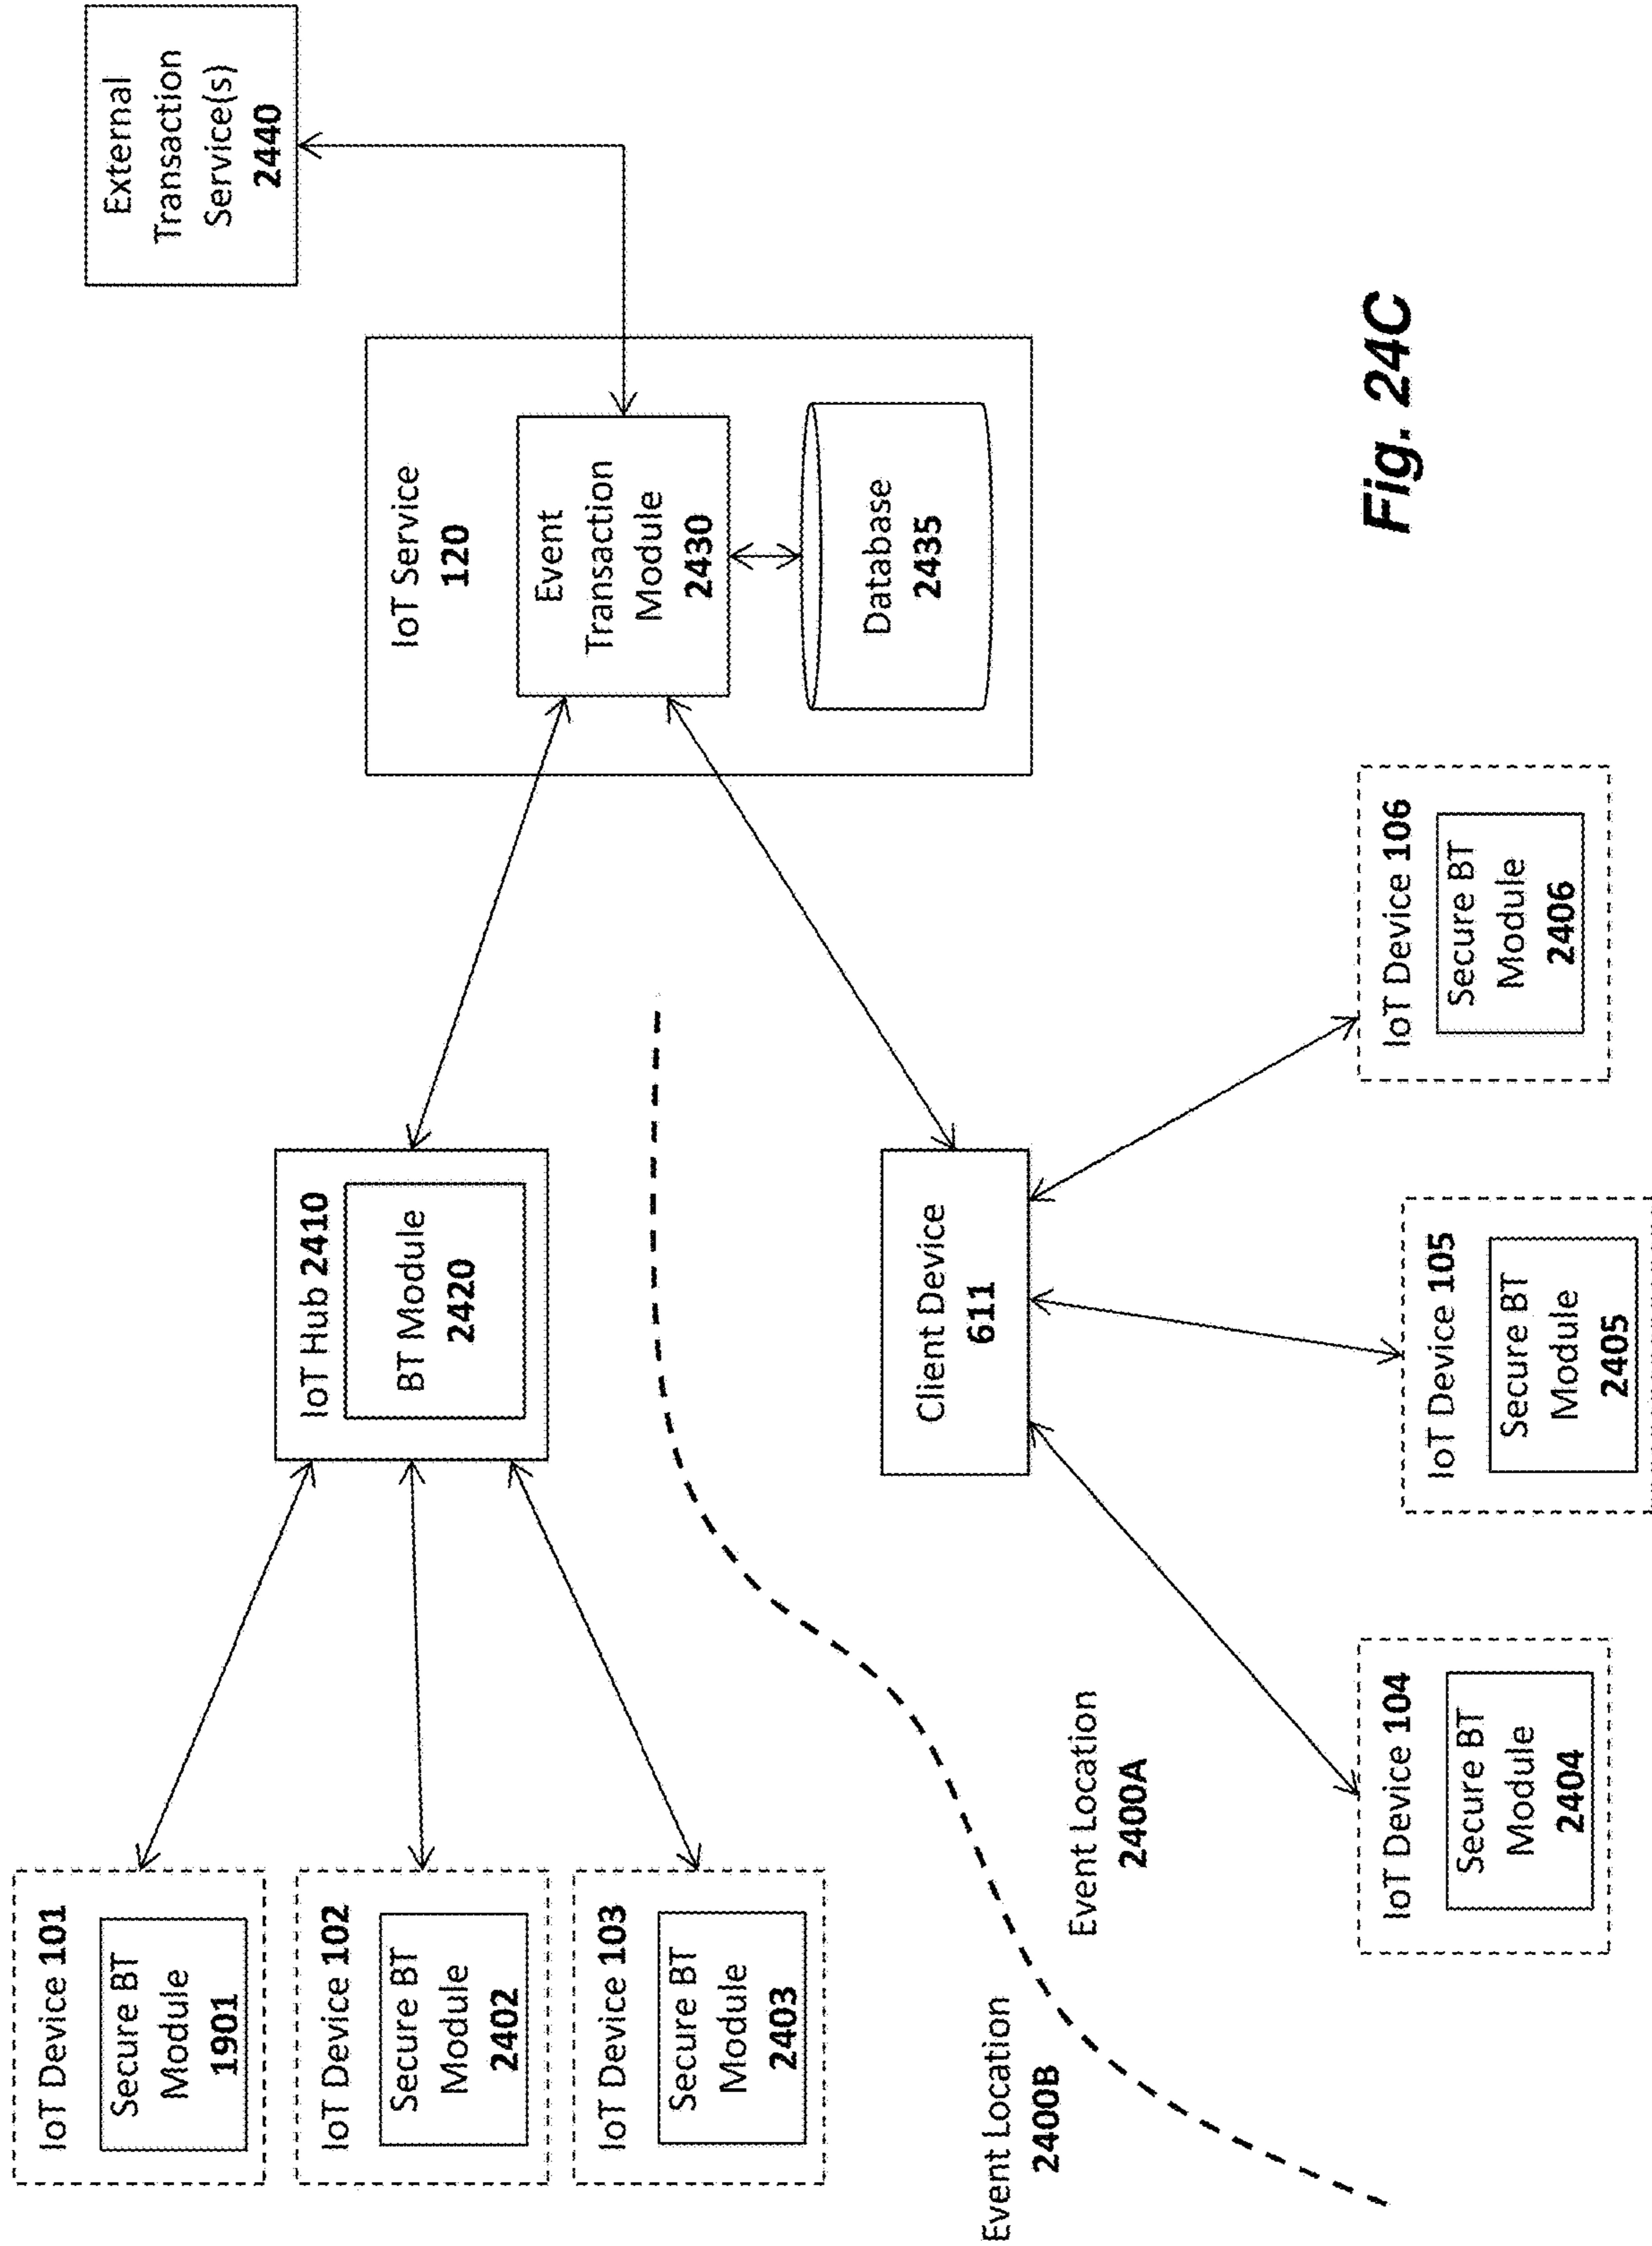 IoT Device 101
Secure BT
Module
1901
IoT Device 102
Secure BT
Module
2402
IoT Device 103
Secure BT
Module
2403
IoT Hub 2410
BT Module
2420
External
Transaction
Service(s)
2440
IoT Service
120
Event
Transaction
Module
2430
Database
2435
Event Location
2400B
Event Location
2400A
Client Device
611
IoT Device 104
Secure BT
Module
2404
IoT Device 105
Secure BT
Module
2405
IoT Device 106
Secure BT
Module
2406
Fig. 24C